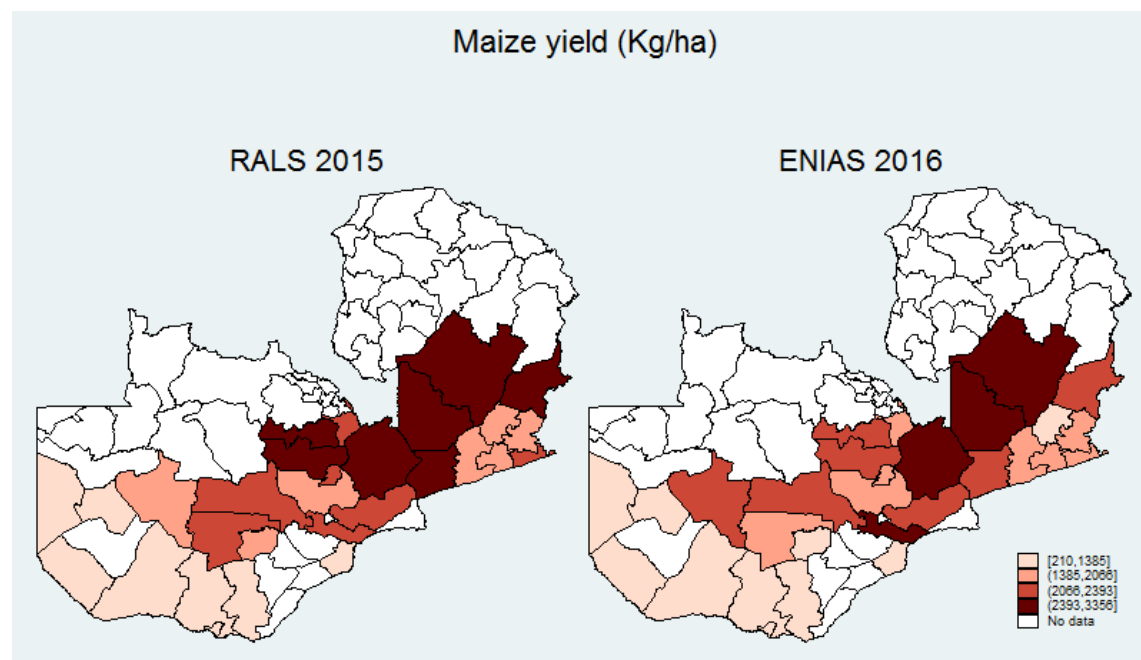 Maize yield (Kg/ha)
RALS 2015
ENIAS 2016
[210,1385]
(1385,2066]
(2066,2393]
(2393,3356]
No data